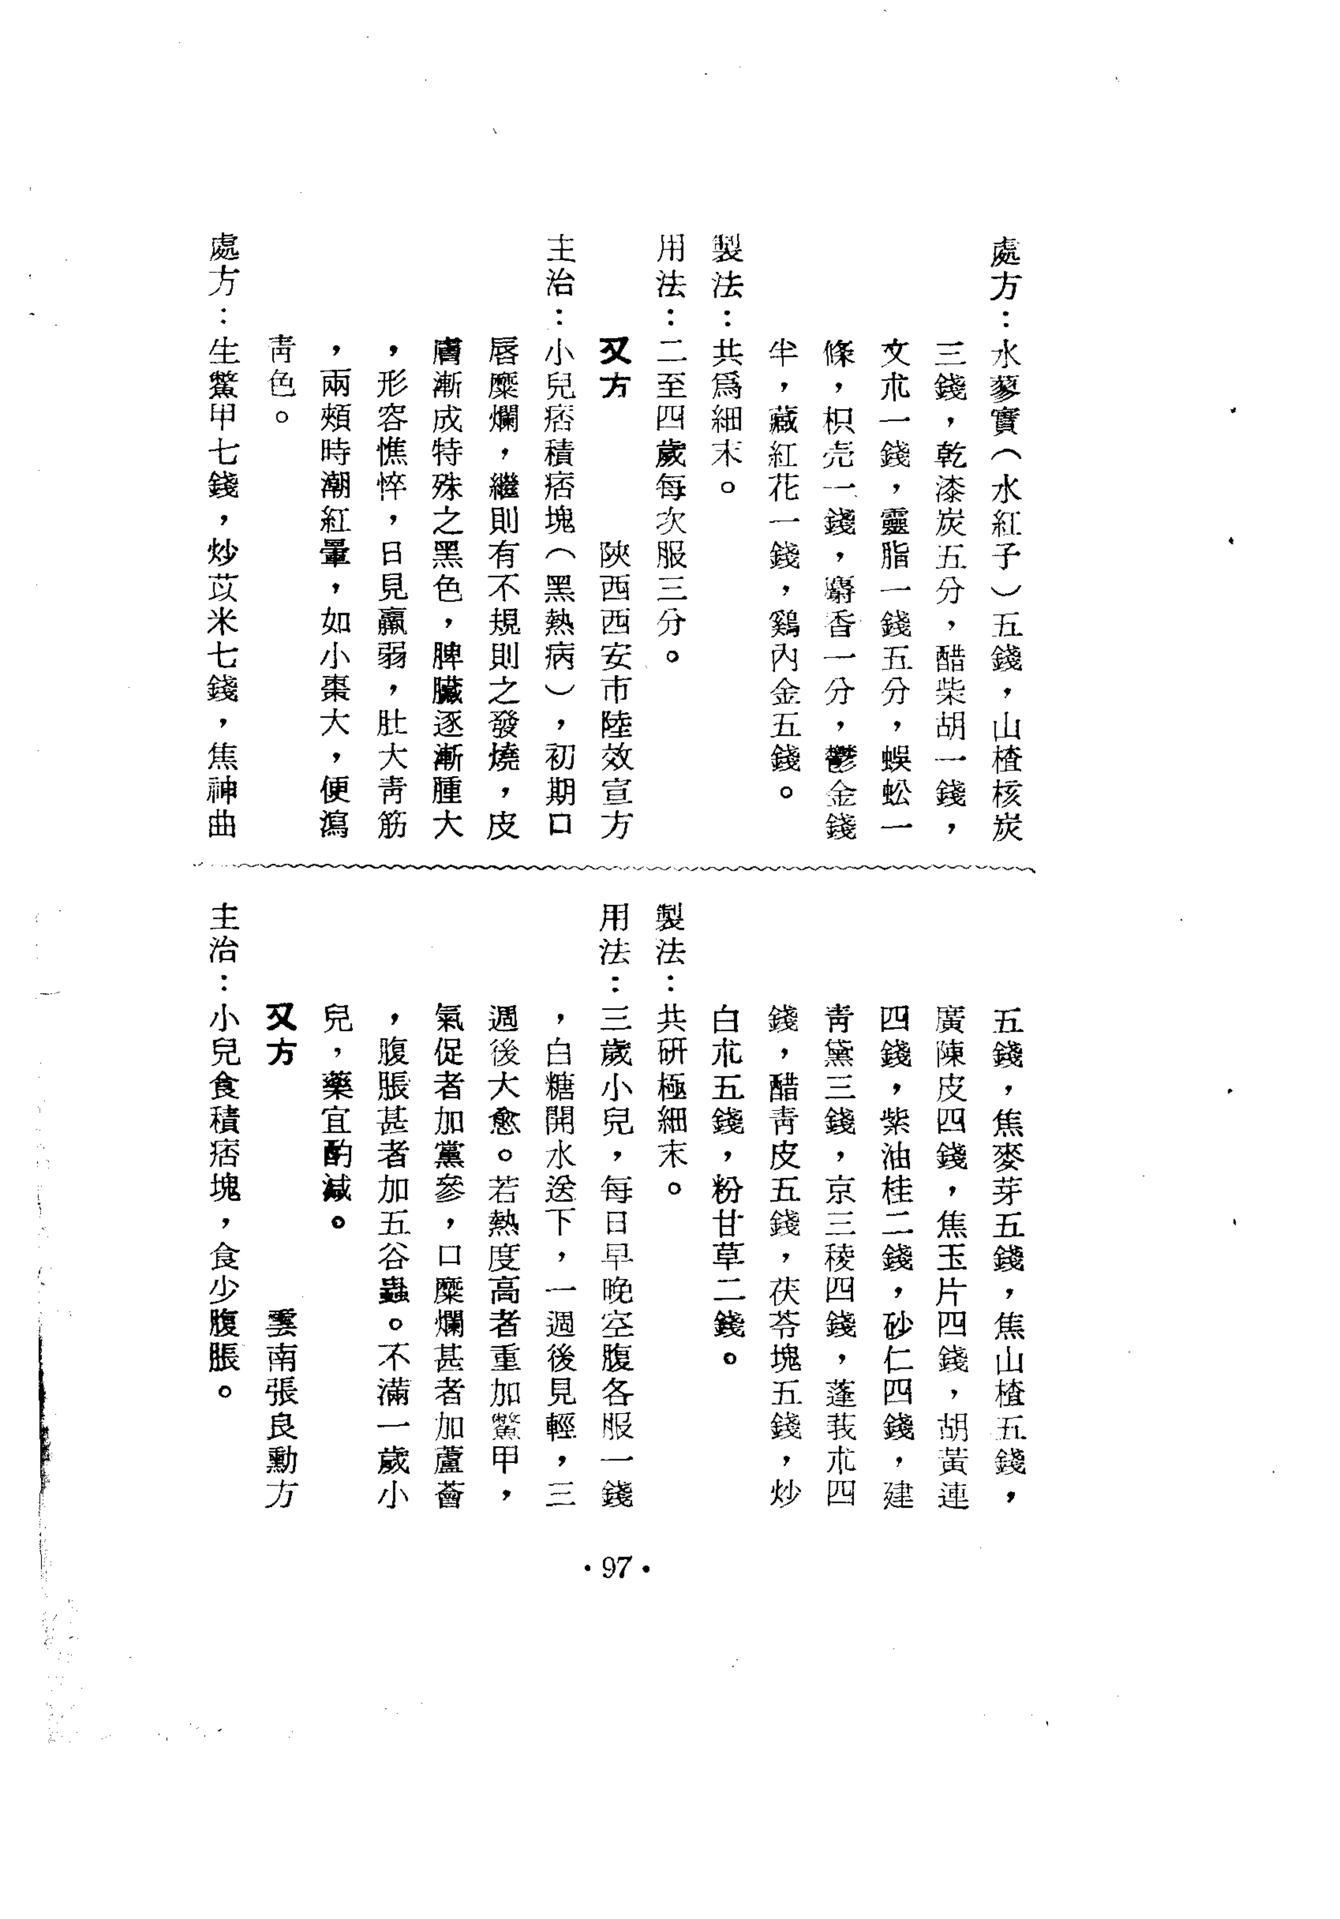 處方：水蓼實（水紅子）五錢，山楂核炭
三錢，乾漆炭五分，醋柴胡一錢，
文朮一錢，靈脂一錢五分，蜈蚣一
條，枳壳一錢，麝香一分，鬱金錢
半，藏紅花一錢，鷄內金五錢。
製法：共爲細末。
用法：二至四歲每次服三分。
又方　陝西西安市陸效宣方
主治：小兒痞積痞塊（黑熱病），初期口
唇糜爛，繼則有不規則之發燒，皮
膚漸成特殊之黑色，脾臟逐漸腫大
，形容憔悴，日見羸弱，肚大靑筋
，兩頰時潮紅暈，如小棗大，便瀉
靑色。
處方：生鱉甲七錢，炒苡米七錢，焦神曲
五錢，焦麥芽五錢，焦山楂五錢，
廣陳皮四錢，焦玉片四錢，胡黃連
四錢，紫油桂二錢，砂仁四錢，建
靑黛三錢，京三稜四錢，蓬莪朮四
錢，醋靑皮五錢，茯苓塊五錢，炒
白朮五錢，粉甘草二錢。
製法：共研極細末。
用法：三歲小兒，每日早晚空腹各服一錢
，白糖開水送下，一週後見輕，三
週後大愈。若熱度高者重加鱉甲，
氣促者加黨參，口糜爛甚者加蘆薈
，腹脹甚者加五谷蟲。不滿一歲小
兒，藥宜酌減。
又方　雲南張良勳方
主治：小兒食積痞塊，食少腹脹。
•97•